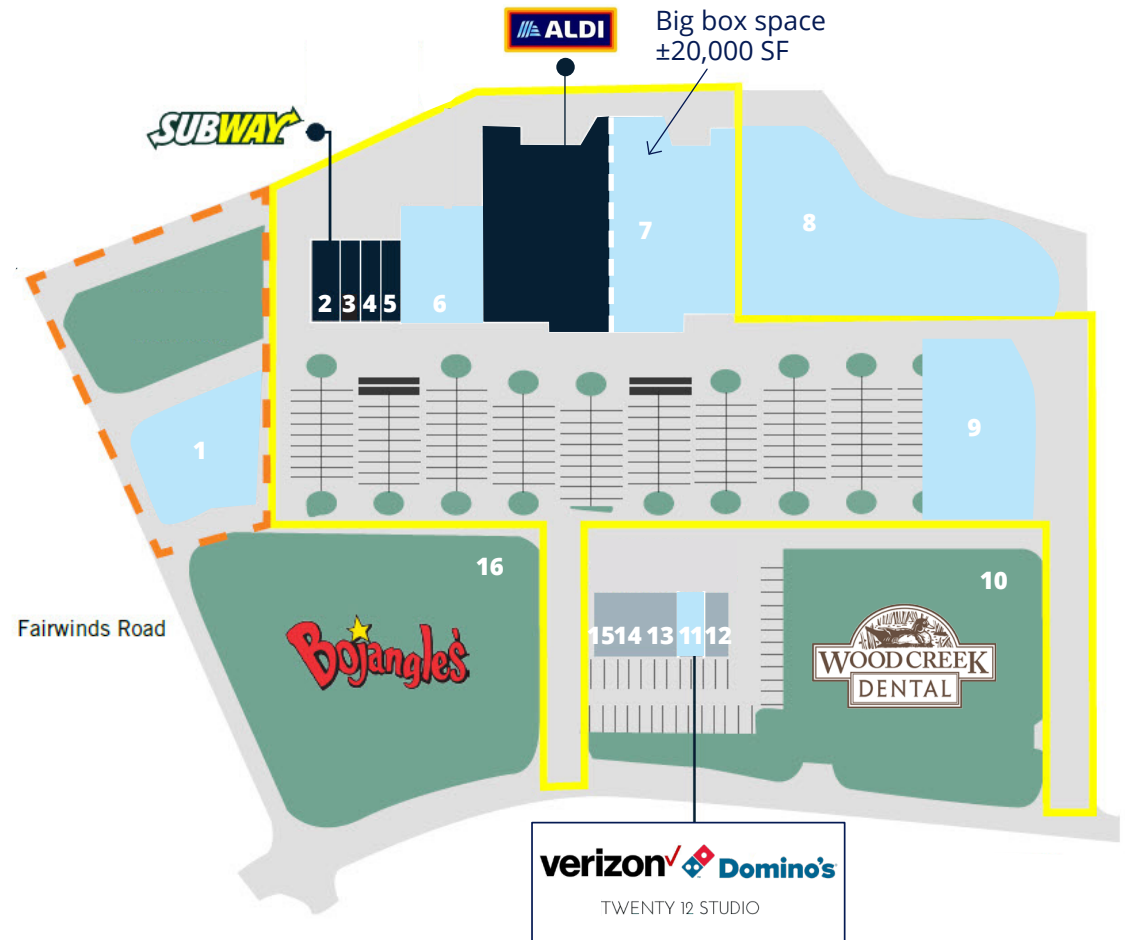 ALDI
Big box space
±20,000 SF
SUBWAY
7
8
2 3 4 5
6
9
1
16
10
Fairwinds Road
Bojangles
15 14 13 11 12
WOOD CREEK
DENTAL
verizon Domino's
TWENTY 12 STUDIO